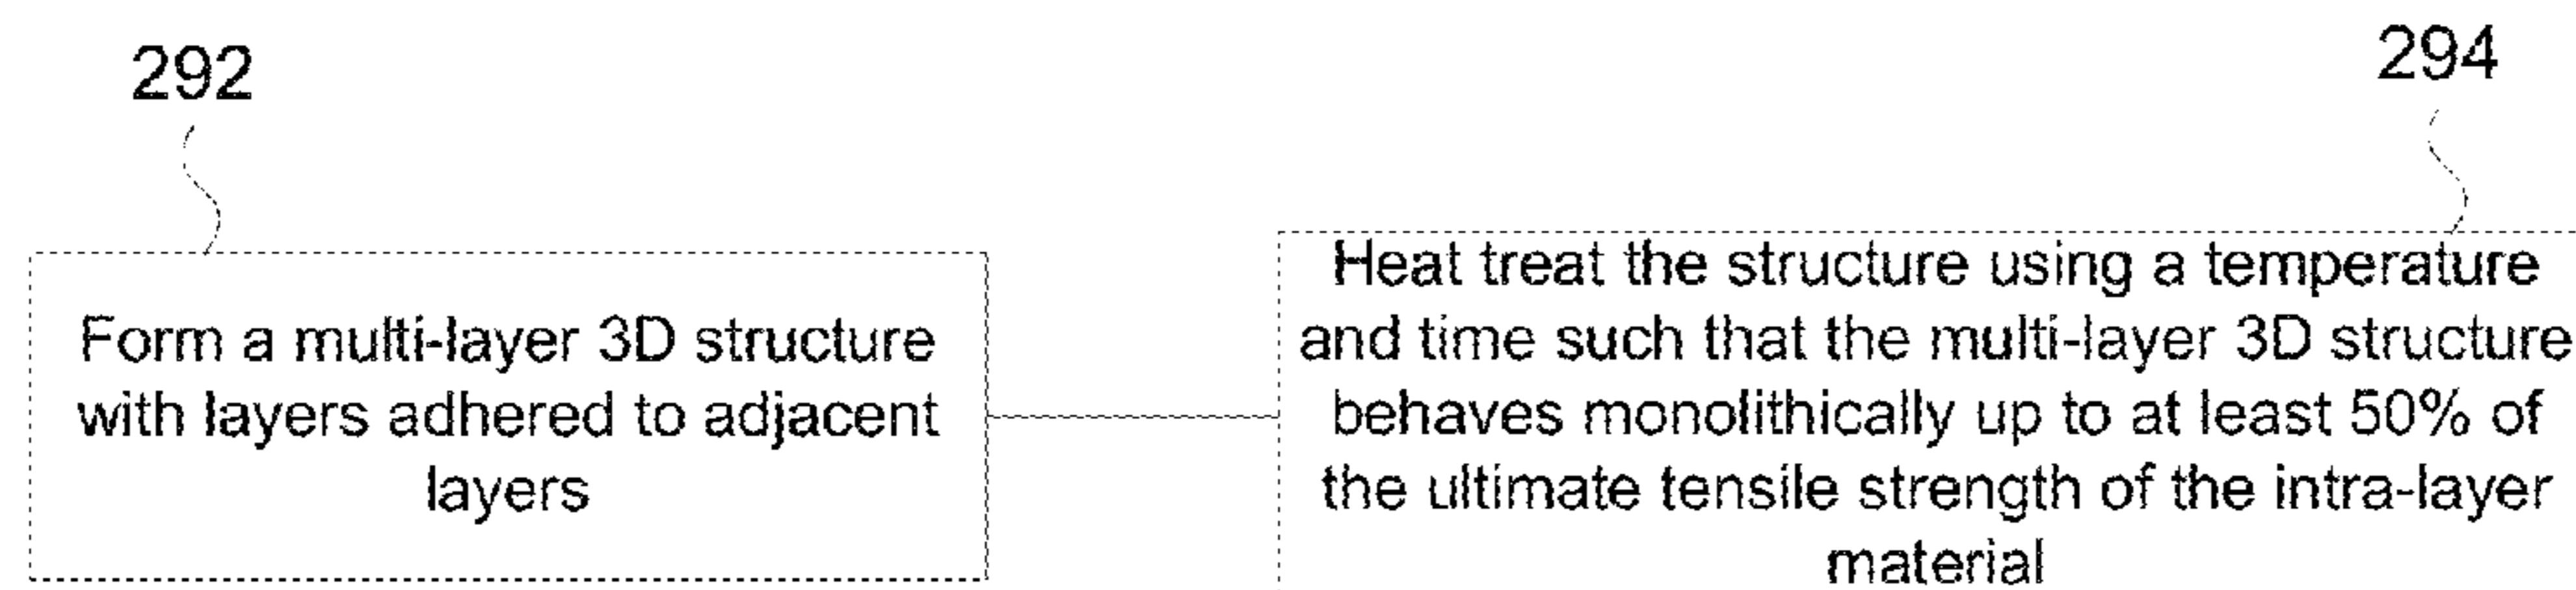 292
Form a multi-layer 3D structure
with layers adhered to adjacent
layers
294
Heat treat the structure using a temperature
and time such that the multi-layer 3D structure
behaves monolithically up to at least 50% of
the ultimate tensile strength of the intra-layer
material